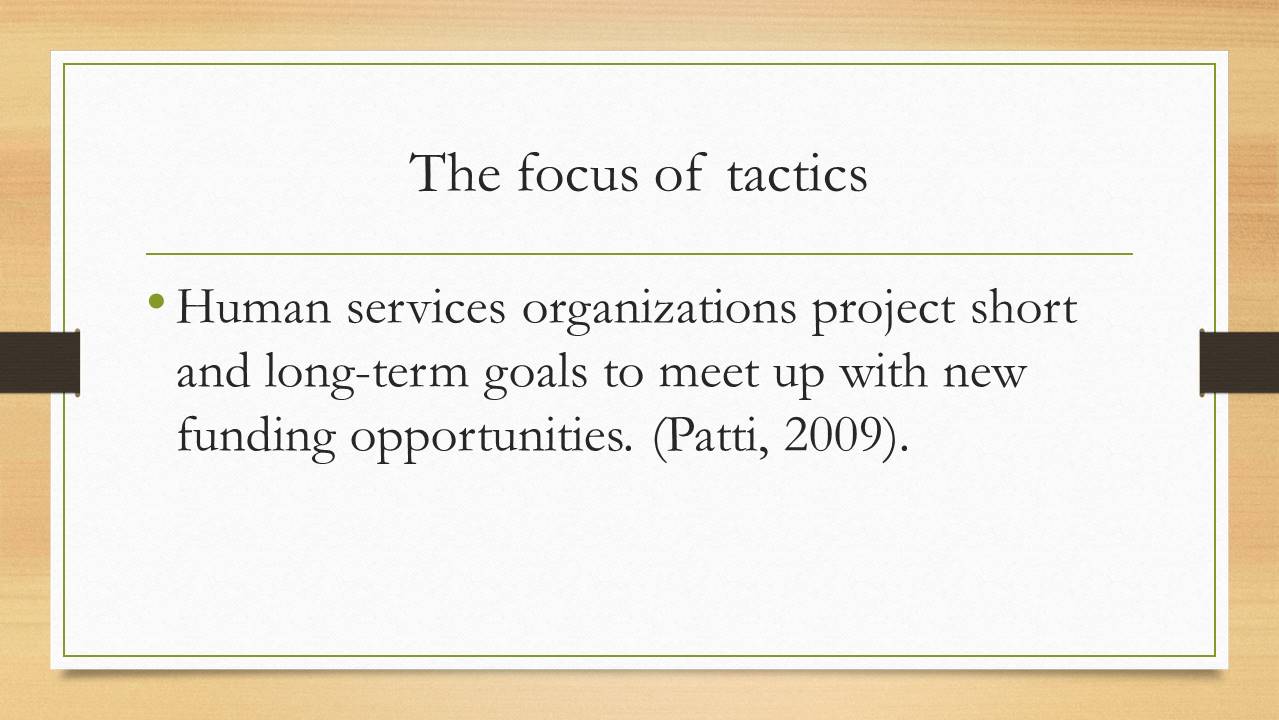 The focus of tactics
• Human services organizations project short
and long-term goals to meet up with new
funding opportunities. (Patti, 2009).